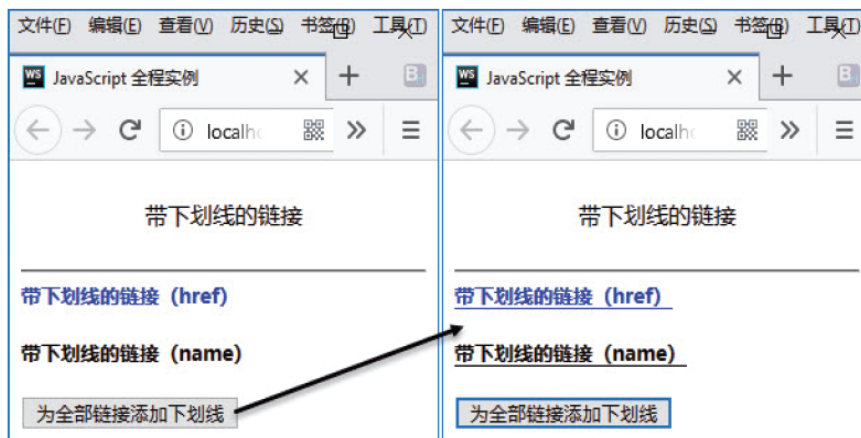 文件(F) 编辑(E) 查看(V) 历史(S) 书签(B) 工具(T)
WS JavaScript 全程实例
localh
带下划线的链接
带下划线的链接（href）
带下划线的链接（name）
为全部链接添加下划线
文件(F) 编辑(E) 查看(V) 历史(S) 书签(B) 工具(T)
WS JavaScript 全程实例
localh
带下划线的链接
带下划线的链接（href）
带下划线的链接（name）
为全部链接添加下划线